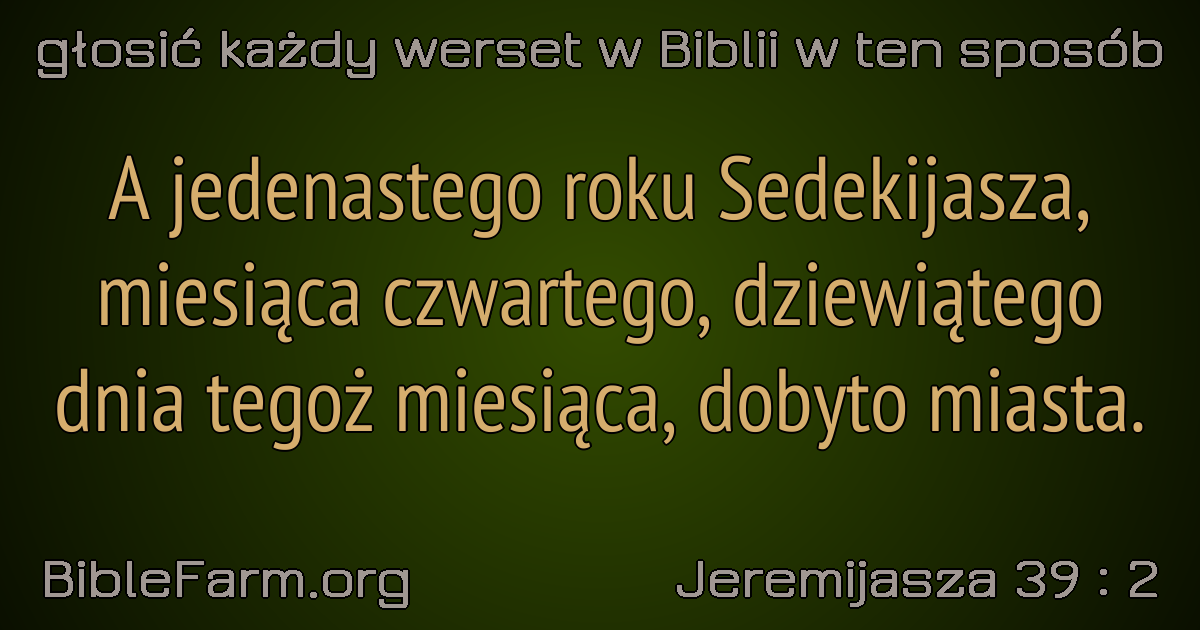 głosić każdy werset w Biblii w ten sposób
A jedenastego roku Sedekijasza,
miesiąca czwartego, dziewiątego
dnia tegoż miesiąca, dobyto miasta.
BibleFarm.org
Jeremijasza 39 : 2